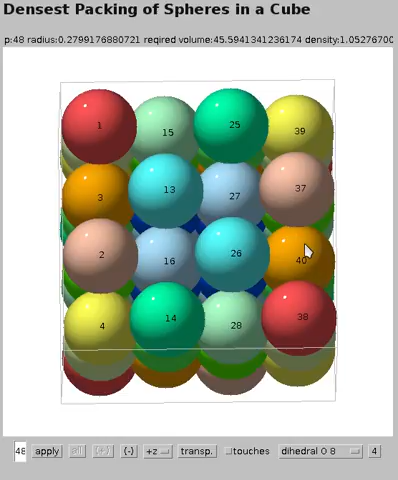 Densest Packing of Spheres in a Cube
p:48 radius:0.2799176880721 reqired volume:45.5941341236174 density:1.05276700
1 15 25 39
3 13 27 37
2 16 26 40
4 14 28 38
48 apply all (+) (-) +z transp. touches dihedral 0 8 4